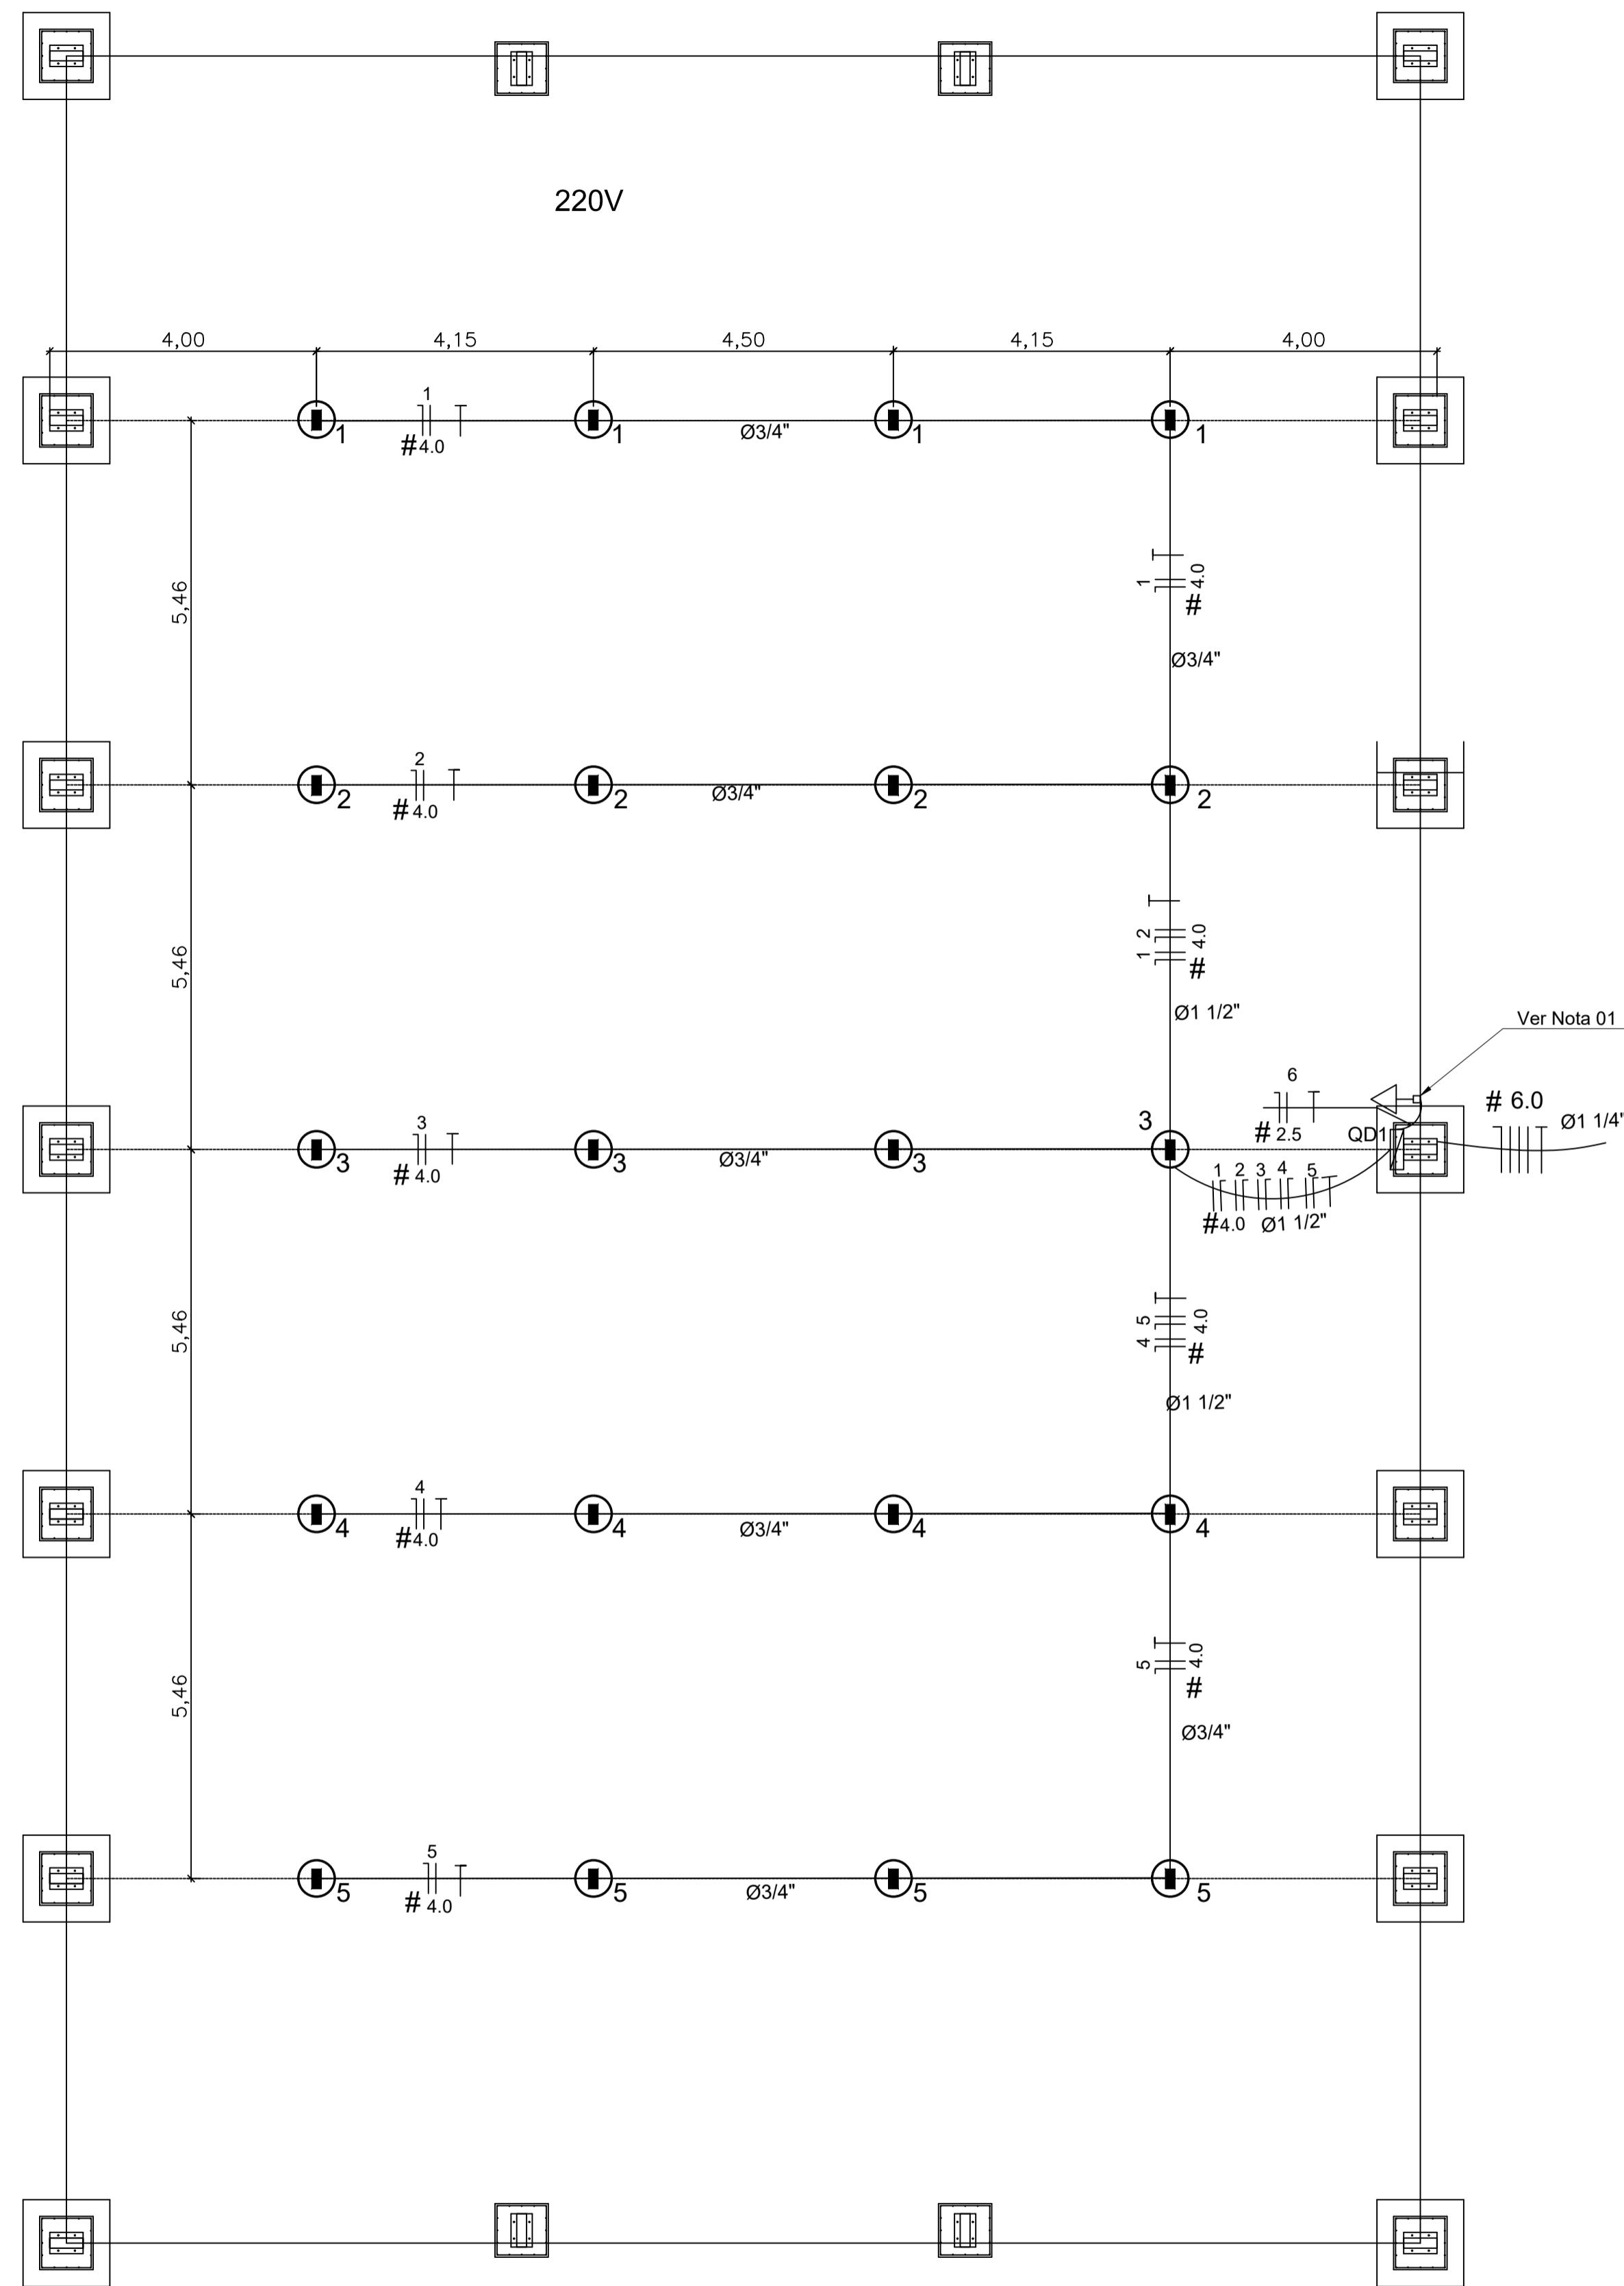 220V
4,00 4,15 4,50 4,15 4,00
1
#4.0
1 1 Ø3/4" 1 1
5,46
1 # 4.0
Ø3/4"
2
# 4.0
2 2 Ø3/4" 2 2
5,46
1 2 # 4.0
Ø1 1/2"
Ver Nota 01
6
# 2.5
# 6.0
Ø1 1/4"
QD1
3
# 4.0
3 3 Ø3/4" 3 3
1 2 3 4 5
#4.0 Ø1 1/2"
5,46
4 5 # 4.0
Ø1 1/2"
4
#4.0
4 4 Ø3/4" 4 4
5,46
5 # 4.0
Ø3/4"
5
# 4.0
5 5 Ø3/4" 5 5